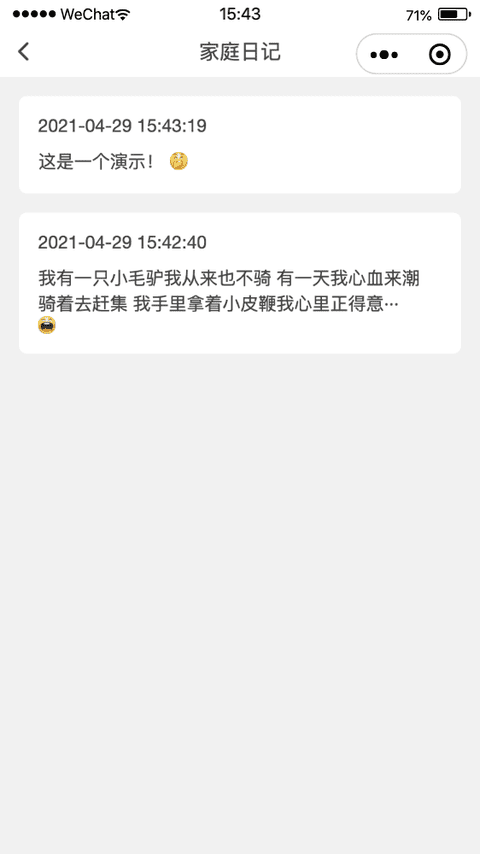 WeChat 15:43 71%
家庭日记
2021-04-29 15:43:19
这是一个演示！
2021-04-29 15:42:40
我有一只小毛驴我从来也不骑 有一天我心血来潮
骑着去赶集 我手里拿着小皮鞭我心里正得意…